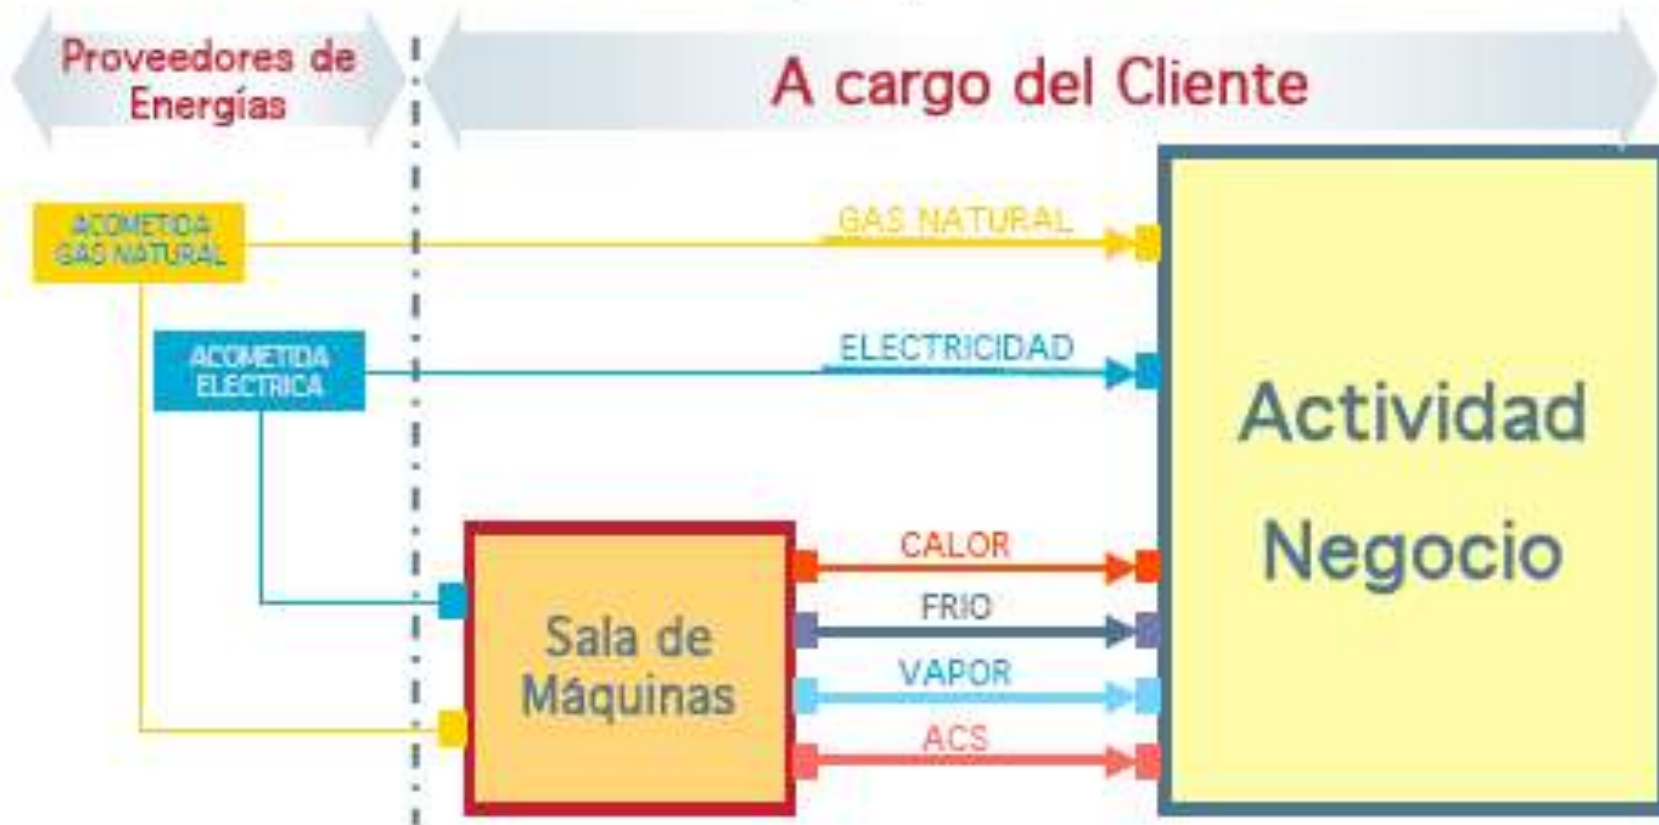 Proveedores de
Energías
A cargo del Cliente
ACOMETIDA
GAS NATURAL
GAS NATURAL
ACOMETIDA
ELECTRICA
ELECTRICIDAD
Actividad
Negocio
Sala de
Máquinas
CALOR
FRIO
VAPOR
ACS